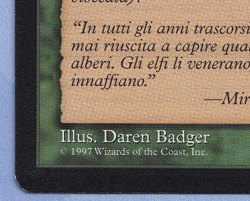 "In tutti gli anni trascorsi
mai riuscita a capire
alberi. Gli elfi li venerano
innaffiano."
—Mir
Illus. Daren Badger
© 1997 Wizards of the Coast, Inc.